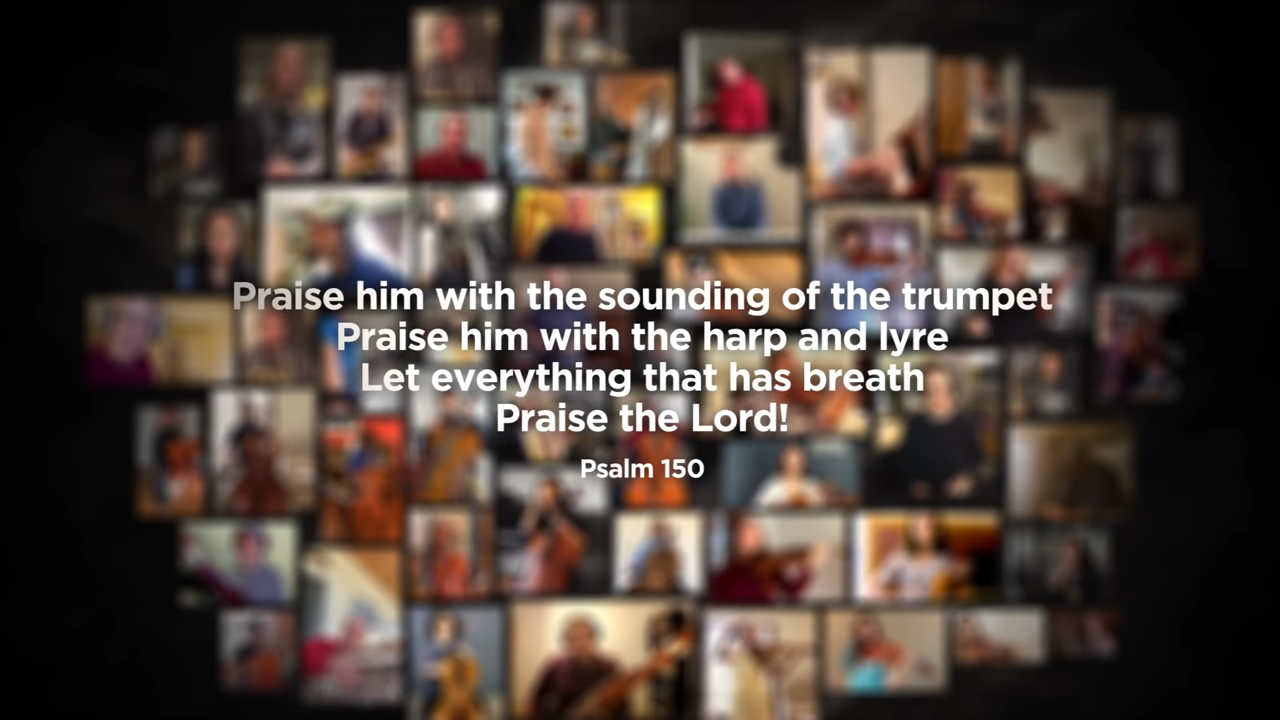 Praise him with the sounding of the trumpet
Praise him with the harp and lyre
Let everything that has breath
Praise the Lord!
Psalm 150